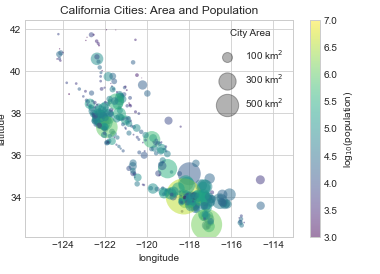 California Cities: Area and Population
42
40
38
36
34
−124
−122
−120
−118
−116
−114
longitude
City Area
100 km²
300 km²
500 km²
7.0
6.5
6.0
5.5
5.0
4.5
4.0
3.5
3.0
log₁₀(population)